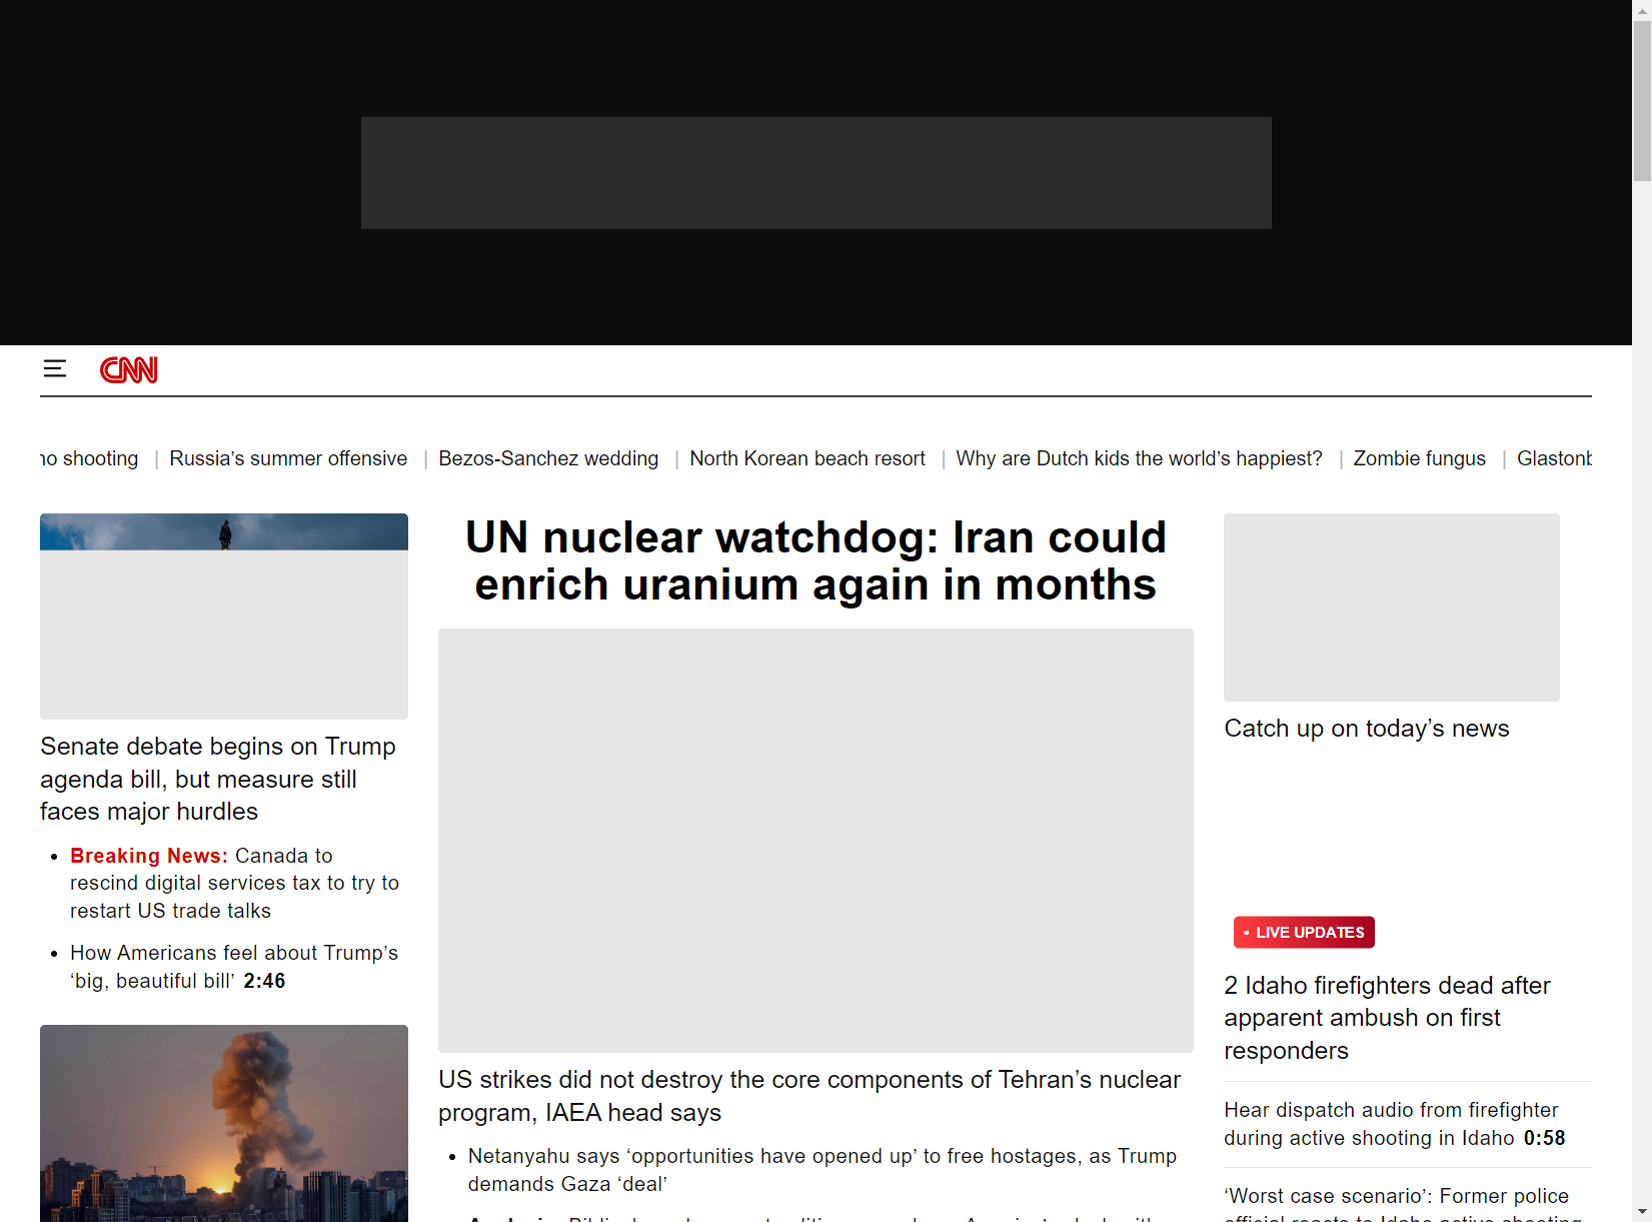 CNN
shooting | Russia’s summer offensive | Bezos-Sanchez wedding | North Korean beach resort | Why are Dutch kids the world’s happiest? | Zombie fungus |
Senate debate begins on Trump
agenda bill, but measure still
faces major hurdles
• Breaking News: Canada to
rescind digital services tax to try to
restart US trade talks
• How Americans feel about Trump’s
‘big, beautiful bill’ 2:46
UN nuclear watchdog: Iran could
enrich uranium again in months
US strikes did not destroy the core components of Tehran’s nuclear
program, IAEA head says
• Netanyahu says ‘opportunities have opened up’ to free hostages, as Trump
demands Gaza ‘deal’
Catch up on today’s news
• LIVE UPDATES
2 Idaho firefighters dead after
apparent ambush on first
responders
Hear dispatch audio from firefighter
during active shooting in Idaho 0:58
‘Worst case scenario’: Former police